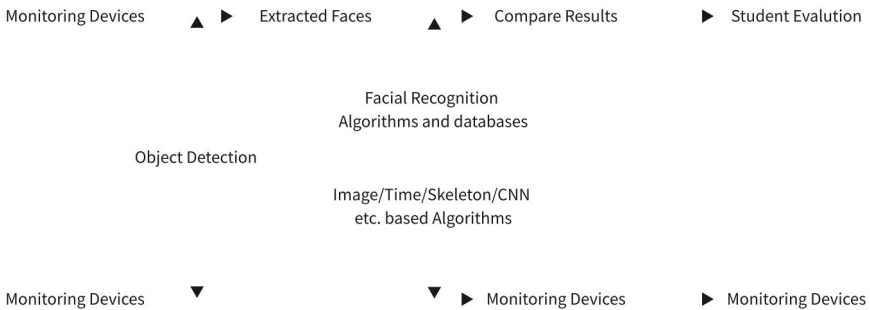 Monitoring Devices Extracted Faces Compare Results Student Evalution
Facial Recognition
Algorithms and databases
Object Detection
Image/Time/Skeleton/CNN
etc. based Algorithms
Monitoring Devices Monitoring Devices Monitoring Devices